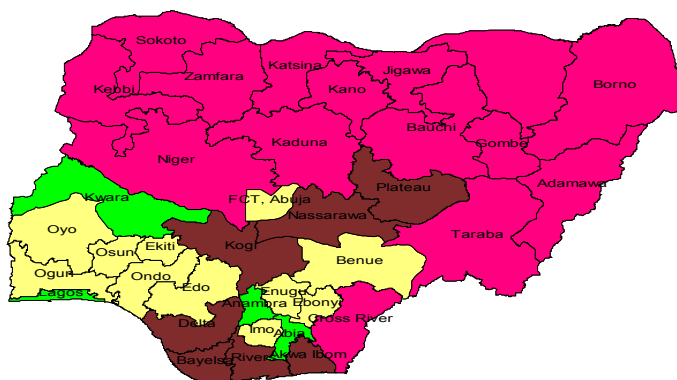 Sokoto
Katsina
Jigawa
Zamfara
Kebbi
Kano
Borno
Bauchi
Kaduna
Gombe
Niger
Adamawa
Plateau
Kwara
FCT, Abuja
Nassarawa
Oyo
Taraba
Kogi
Ekiti
Osun
Benue
Ogun
Ondo
Edo
Enugu
Lagos
Anambra
Ebonyi
Cross River
Delta
Imo
Abia
Bayelsa
Rivers
Akwa Ibom